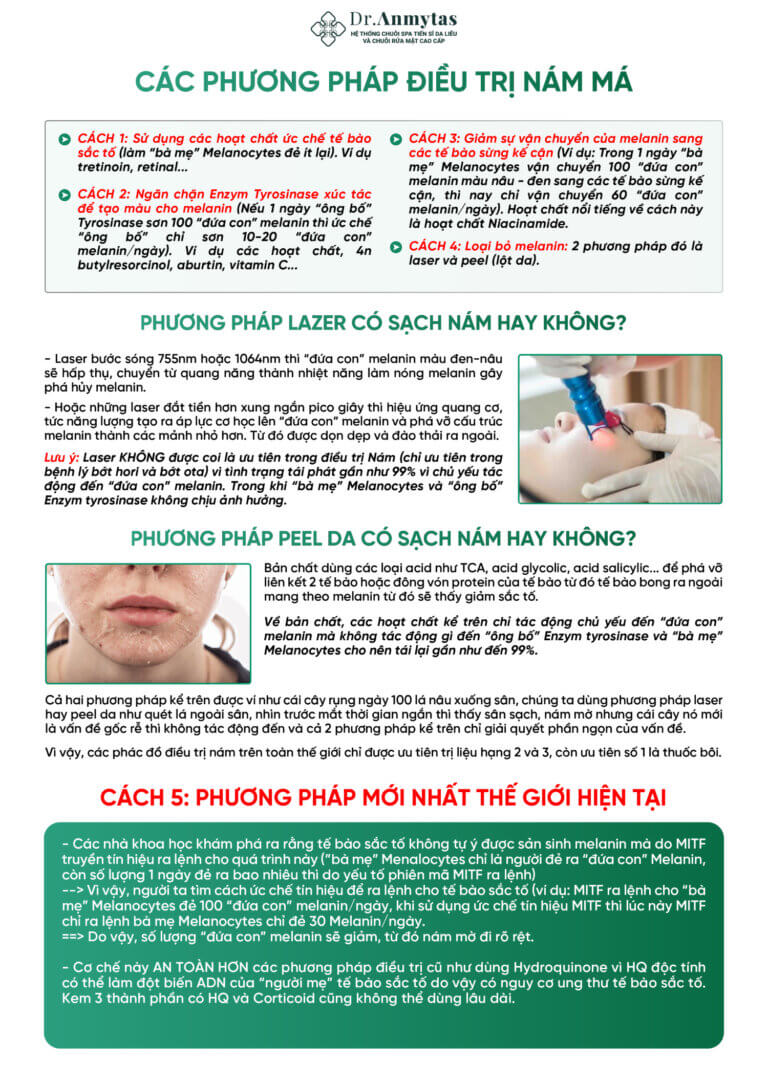 Dr.Anmytas
HỆ THỐNG CHUỖI SPA TIẾN SĨ DA LIỄU
VÀ CHUỖI RỬA MẶT CAO CẤP
CÁC PHƯƠNG PHÁP ĐIỀU TRỊ NÁM MÁ
CÁCH 1: Sử dụng các hoạt chất ức chế tế bào
sắc tố (làm “bà mẹ” Melanocytes đẻ ít lại). Ví dụ
tretinoin, retinal...
CÁCH 2: Ngăn chặn Enzym Tyrosinase xúc tác
để tạo màu cho melanin (Nếu 1 ngày “ông bố”
Tyrosinase sơn 100 “đứa con” melanin thì ức chế
“ông bố” chỉ sơn 10-20 “đứa con”
melanin/ngày). Ví dụ các hoạt chất, 4n
butylresorcinol, aburtin, vitamin C...
CÁCH 3: Giảm sự vận chuyển của melanin sang
các tế bào sừng kế cận (Ví dụ: Trong 1 ngày “bà
mẹ” Melanocytes vận chuyển 100 “đứa con”
melanin màu nâu - đen sang các tế bào sừng kế
cận, thì nay chỉ vận chuyển 60 “đứa con”
melanin/ngày). Hoạt chất nổi tiếng về cách này
là hoạt chất Niacinamide.
CÁCH 4: Loại bỏ melanin: 2 phương pháp đó là
laser và peel (lột da).
PHƯƠNG PHÁP LAZER CÓ SẠCH NÁM HAY KHÔNG?
- Laser bước sóng 755nm hoặc 1064nm thì “đứa con” melanin màu đen-nâu
sẽ hấp thụ, chuyển từ quang năng thành nhiệt năng làm nóng melanin gây
phá hủy melanin.
- Hoặc những laser đắt tiền hơn xung ngắn pico giây thì hiệu ứng quang cơ,
tức năng lượng tạo ra áp lực cơ học lên “đứa con” melanin và phá vỡ cấu trúc
melanin thành các mảnh nhỏ hơn. Từ đó được dọn dẹp và đào thải ra ngoài.
Lưu ý: Laser KHÔNG được coi là ưu tiên trong điều trị Nám (chỉ ưu tiên trong
bệnh lý bớt hori và bớt ota) vì tình trạng tái phát gần như 99% vì chủ yếu tác
động đến “đứa con” melanin. Trong khi “bà mẹ” Melanocytes và “ông bố”
Enzym tyrosinase không chịu ảnh hưởng.
PHƯƠNG PHÁP PEEL DA CÓ SẠCH NÁM HAY KHÔNG?
Bản chất dùng các loại acid như TCA, acid glycolic, acid salicylic... để phá vỡ
liên kết 2 tế bào hoặc đông vón protein của tế bào từ đó tế bào bong ra ngoài
mang theo melanin từ đó sẽ thấy giảm sắc tố.
Về bản chất, các hoạt chất kể trên chỉ tác động chủ yếu đến “đứa con”
melanin mà không tác động gì đến “ông bố” Enzym tyrosinase và “bà mẹ”
Melanocytes cho nên tái lại gần như đến 99%.
Cả hai phương pháp kể trên được ví như cái cây rụng ngày 100 lá nâu xuống sân, chúng ta dùng phương pháp laser
hay peel da như quét lá ngoài sân, nhìn trước mắt thời gian ngắn thì thấy sân sạch, nám mờ nhưng cái cây nó mới
là vấn đề gốc rễ thì không tác động đến và cả 2 phương pháp kể trên chỉ giải quyết phần ngọn của vấn đề.
Vì vậy, các phác đồ điều trị nám trên toàn thế giới chỉ được ưu tiên trị liệu hạng 2 và 3, còn ưu tiên số 1 là thuốc bôi.
CÁCH 5: PHƯƠNG PHÁP MỚI NHẤT THẾ GIỚI HIỆN TẠI
- Các nhà khoa học khám phá ra rằng tế bào sắc tố không tự ý được sản sinh melanin mà do MITF
truyền tín hiệu ra lệnh cho quá trình này (“bà mẹ” Menalocytes chỉ là người đẻ ra “đứa con” Melanin,
còn số lượng 1 ngày đẻ ra bao nhiêu thì do yếu tố phiên mã MITF ra lệnh)
--> Vì vậy, người ta tìm cách ức chế tín hiệu để ra lệnh cho tế bào sắc tố (ví dụ: MITF ra lệnh cho “bà
mẹ” Melanocytes đẻ 100 “đứa con” melanin/ngày, khi sử dụng ức chế tín hiệu MITF thì lúc này MITF
chỉ ra lệnh bà mẹ Melanocytes chỉ đẻ 30 Melanin/ngày.
==> Do vậy, số lượng “đứa con” melanin sẽ giảm, từ đó nám mờ đi rõ rệt.
- Cơ chế này AN TOÀN HƠN các phương pháp điều trị cũ như dùng Hydroquinone vì HQ độc tính
có thể làm đột biến ADN của “người mẹ” tế bào sắc tố do vậy có nguy cơ ung thư tế bào sắc tố.
Kem 3 thành phần có HQ và Corticoid cũng không thể dùng lâu dài.